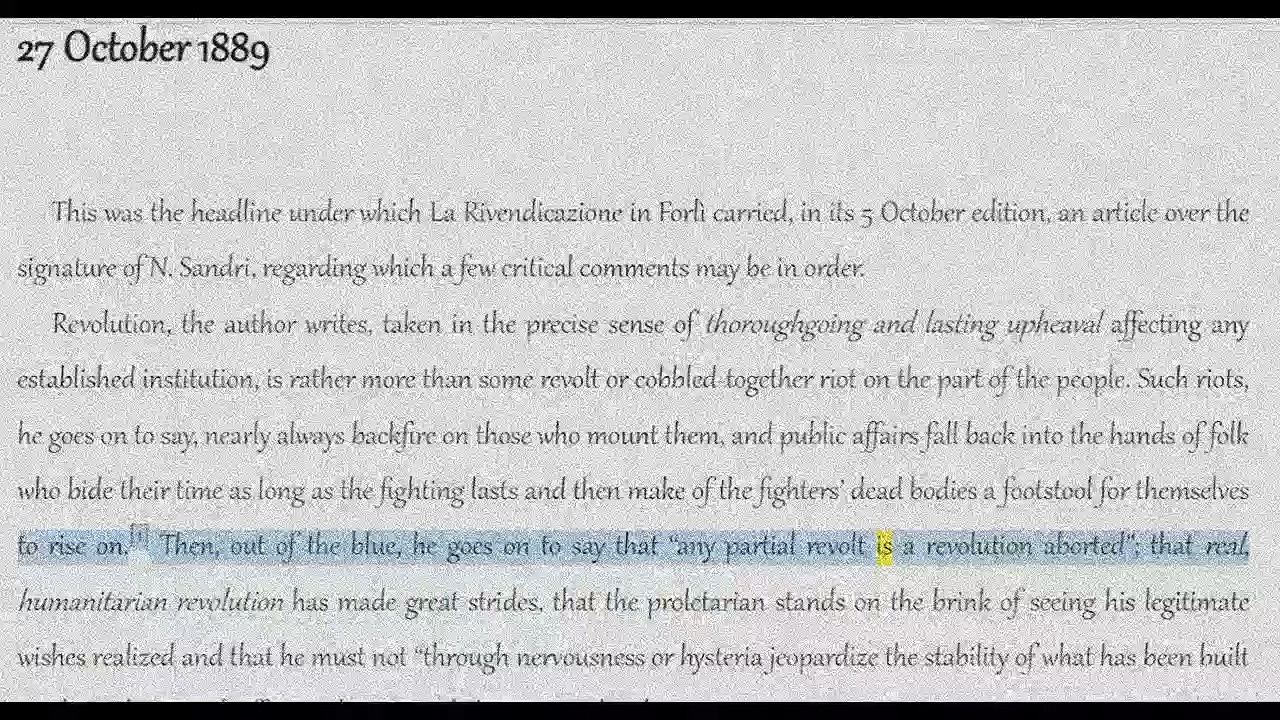 27 October 1889
This was the headline under which La Rivendicazione in Forlì carried, in its 5 October edition, an article over the
signature of N. Sandri, regarding which a few critical comments may be in order.
Revolution, the author writes, taken in the precise sense of thoroughgoing and lasting upheaval affecting any
established institution, is rather more than some revolt or cobbled-together riot on the part of the people. Such riots,
he goes on to say, nearly always backfire on those who mount them, and public affairs fall back into the hands of folk
who bide their time as long as the fighting lasts and then make of the fighters’ dead bodies a footstool for themselves
to rise on.[1] Then, out of the blue, he goes on to say that “any partial revolt is a revolution aborted”; that real,
humanitarian revolution has made great strides, that the proletarian stands on the brink of seeing his legitimate
wishes realized and that he must not “through nervousness or hysteria jeopardize the stability of what has been built